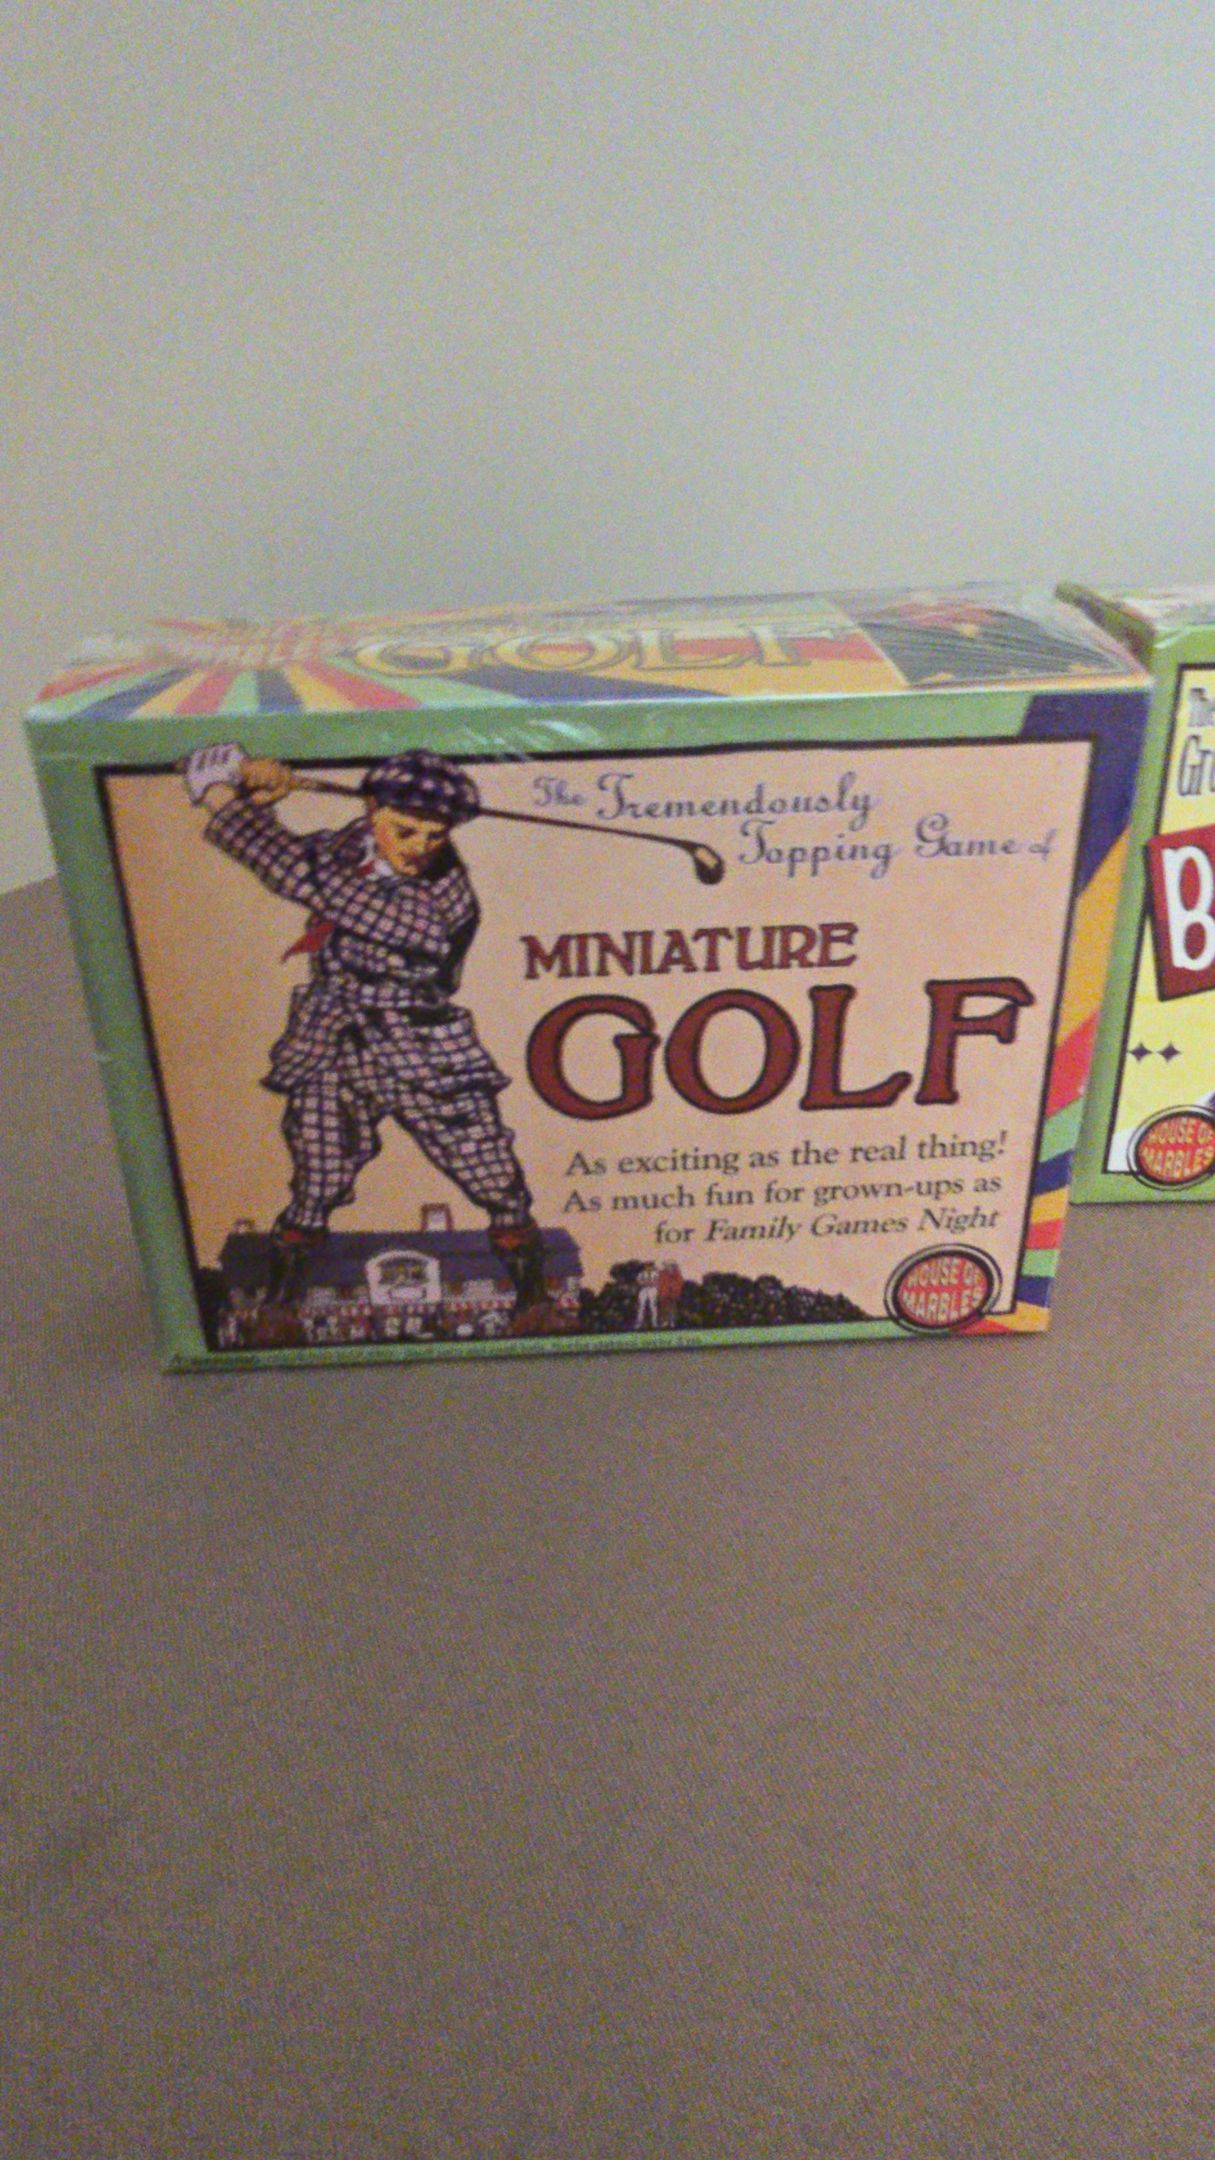 GOLF
The Tremendously
Topping Game of
MINIATURE
GOLF
As exciting as the real thing!
As much fun for grown-ups as
for Family Games Night
HOUSE OF
MARBLES
The
B
HOUSE OF
MARBLES